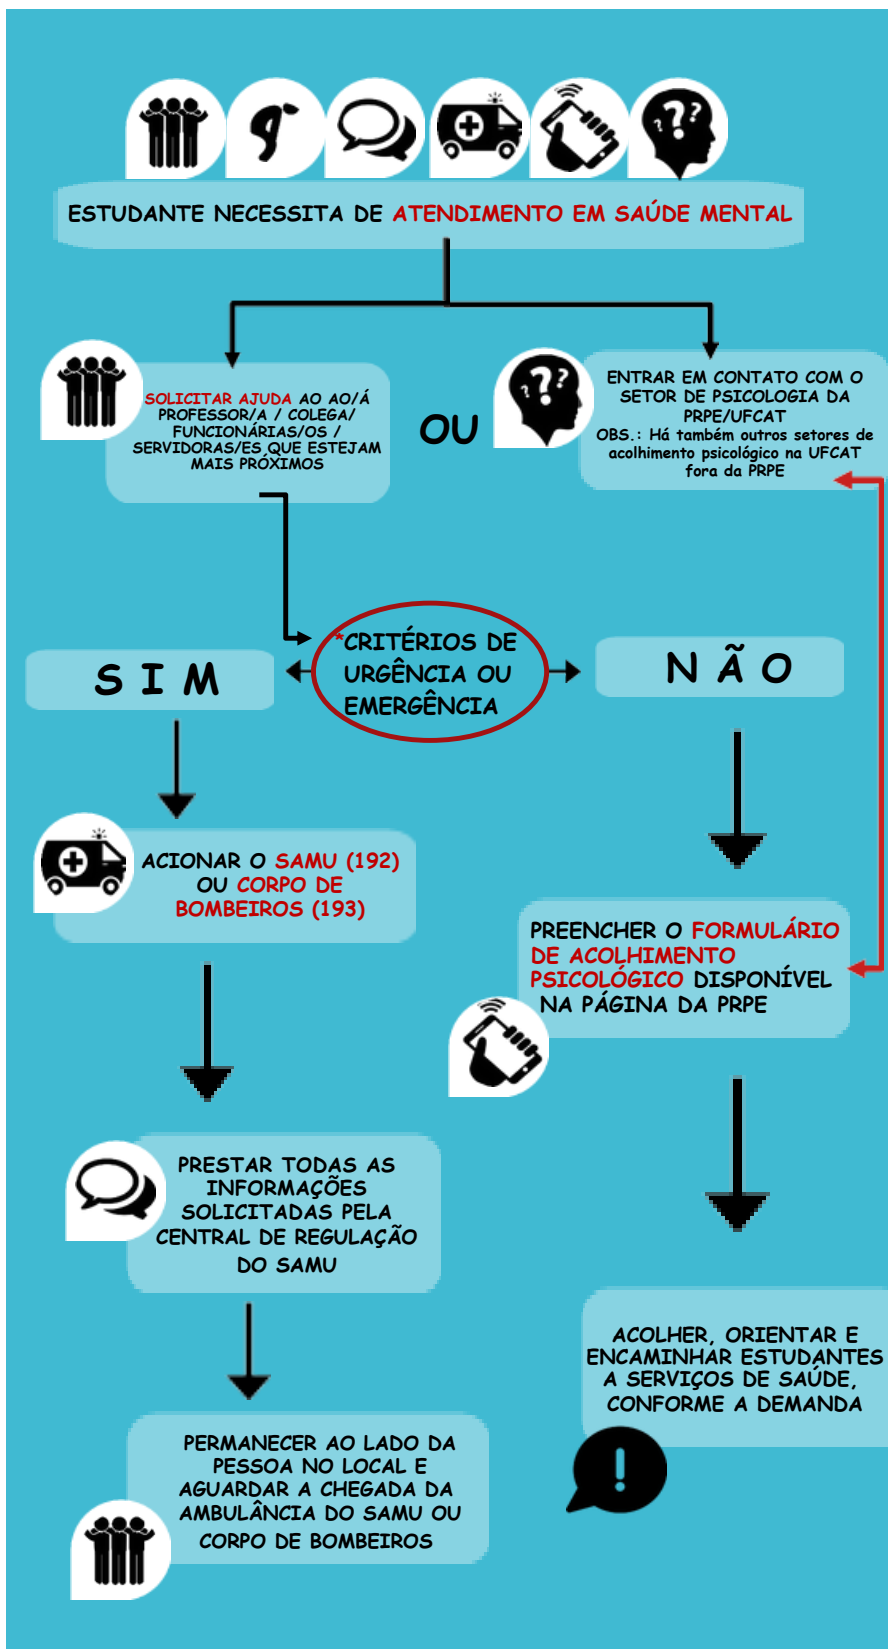 ESTUDANTE NECESSITA DE ATENDIMENTO EM SAÚDE MENTAL
SOLICITAR AJUDA AO AO/Á
PROFESSOR/A / COLEGA/
FUNCIONÁRIAS/OS /
SERVIDORAS/ES QUE ESTEJAM
MAIS PRÓXIMOS
OU
ENTRAR EM CONTATO COM O
SETOR DE PSICOLOGIA DA
PRPE/UFCAT
OBS.: Há também outros setores de
acolhimento psicológico na UFCAT
fora da PRPE
*CRITÉRIOS DE
URGÊNCIA OU
EMERGÊNCIA
S I M
N Ã O
ACIONAR O SAMU (192)
OU CORPO DE
BOMBEIROS (193)
PREENCHER O FORMULÁRIO
DE ACOLHIMENTO
PSICOLÓGICO DISPONÍVEL
NA PÁGINA DA PRPE
PRESTAR TODAS AS
INFORMAÇÕES
SOLICITADAS PELA
CENTRAL DE REGULAÇÃO
DO SAMU
ACOLHER, ORIENTAR E
ENCAMINHAR ESTUDANTES
A SERVIÇOS DE SAÚDE,
CONFORME A DEMANDA
PERMANECER AO LADO DA
PESSOA NO LOCAL E
AGUARDAR A CHEGADA DA
AMBULÂNCIA DO SAMU OU
CORPO DE BOMBEIROS